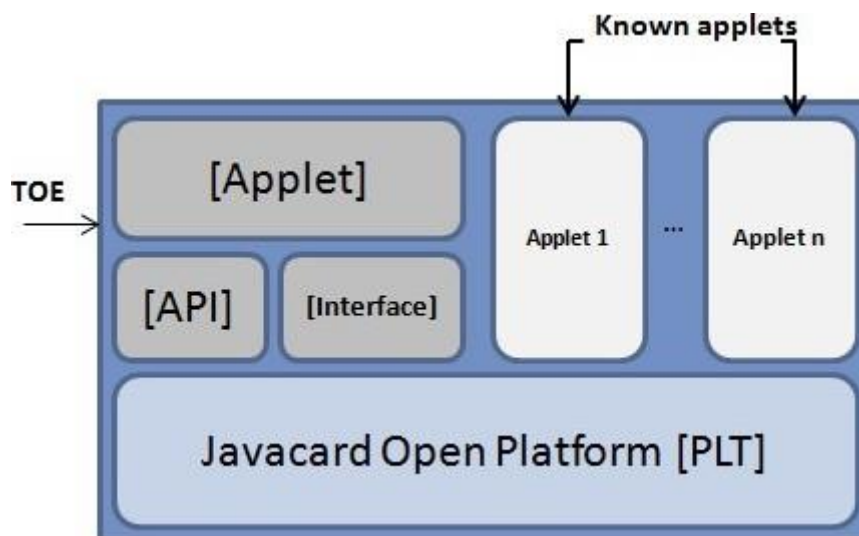 Known applets
TOE
[Applet]
Applet 1
...
Applet n
[API]
[Interface]
Javacard Open Platform [PLT]